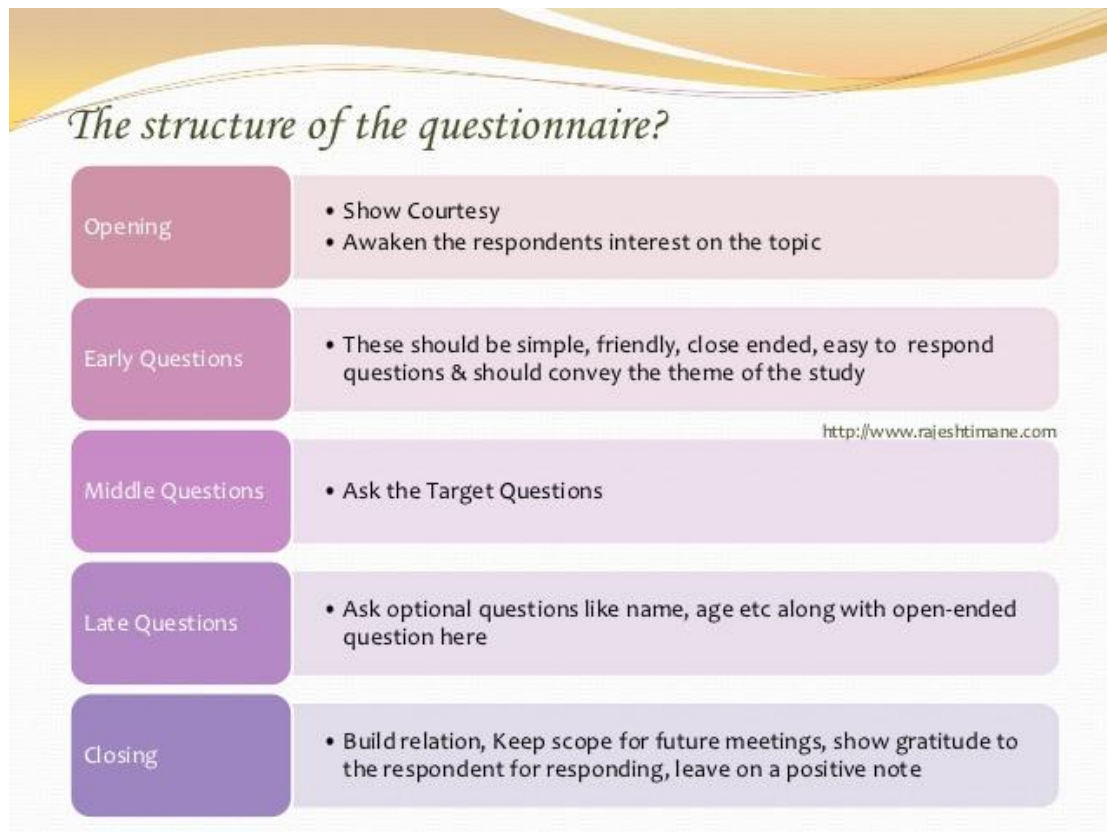 The structure of the questionnaire?
Opening
• Show Courtesy
• Awaken the respondents interest on the topic
Early Questions
• These should be simple, friendly, close ended, easy to respond
questions & should convey the theme of the study
http://www.rajeshtimane.com
Middle Questions
• Ask the Target Questions
Late Questions
• Ask optional questions like name, age etc along with open-ended
question here
Closing
• Build relation, Keep scope for future meetings, show gratitude to
the respondent for responding, leave on a positive note